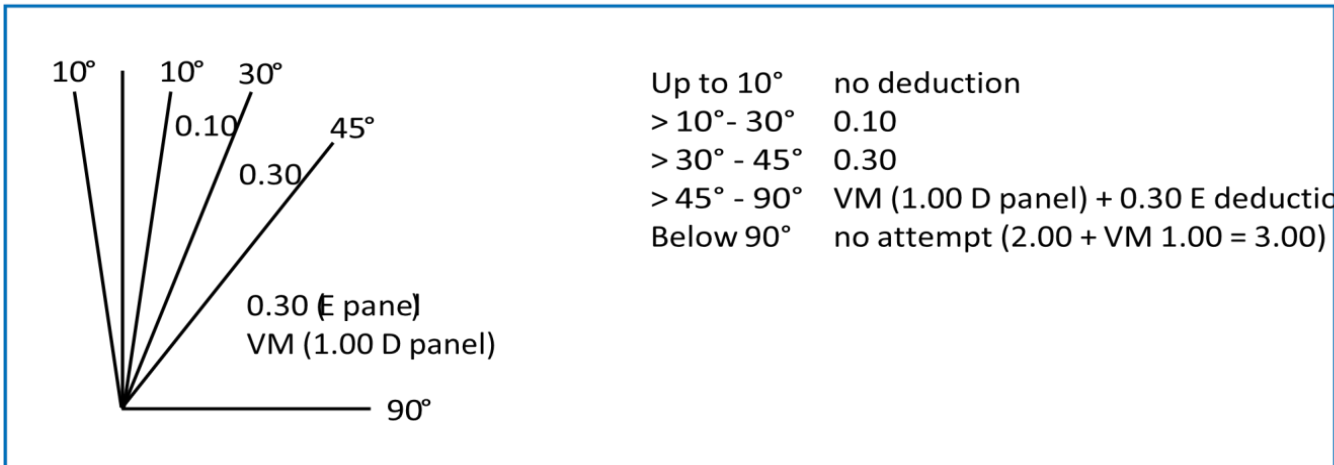 10° 10° 30°
0.10 45°
0.30
0.30 (E panel)
VM (1.00 D panel)
90°
Up to 10° no deduction
> 10°- 30° 0.10
> 30° - 45° 0.30
> 45° - 90° VM (1.00 D panel) + 0.30 E deductio
Below 90° no attempt (2.00 + VM 1.00 = 3.00)